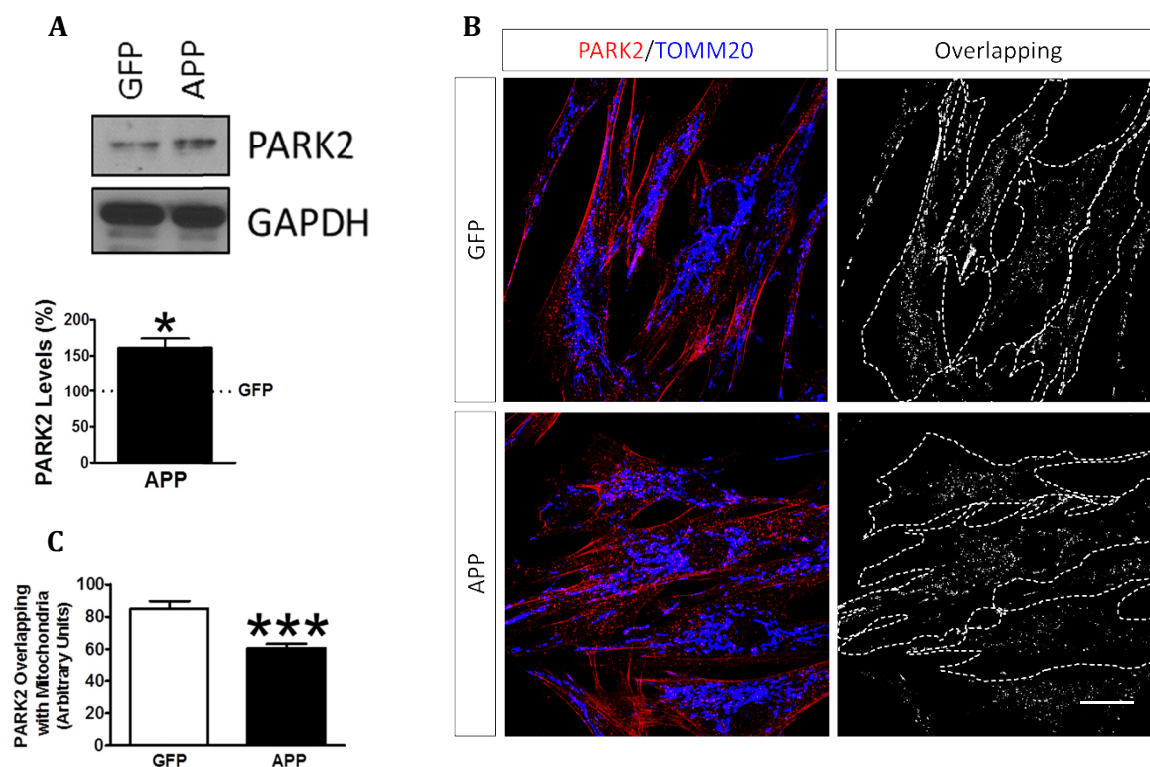 A
GFP APP
PARK2
GAPDH
PARK2 Levels (%)
200
150
100
50
0
*
GFP
APP
B
PARK2/TOMM20
Overlapping
GFP
APP
C
PARK2 Overlapping
with Mitochondria
(Arbitrary Units)
100
80
60
40
20
0
***
GFP APP